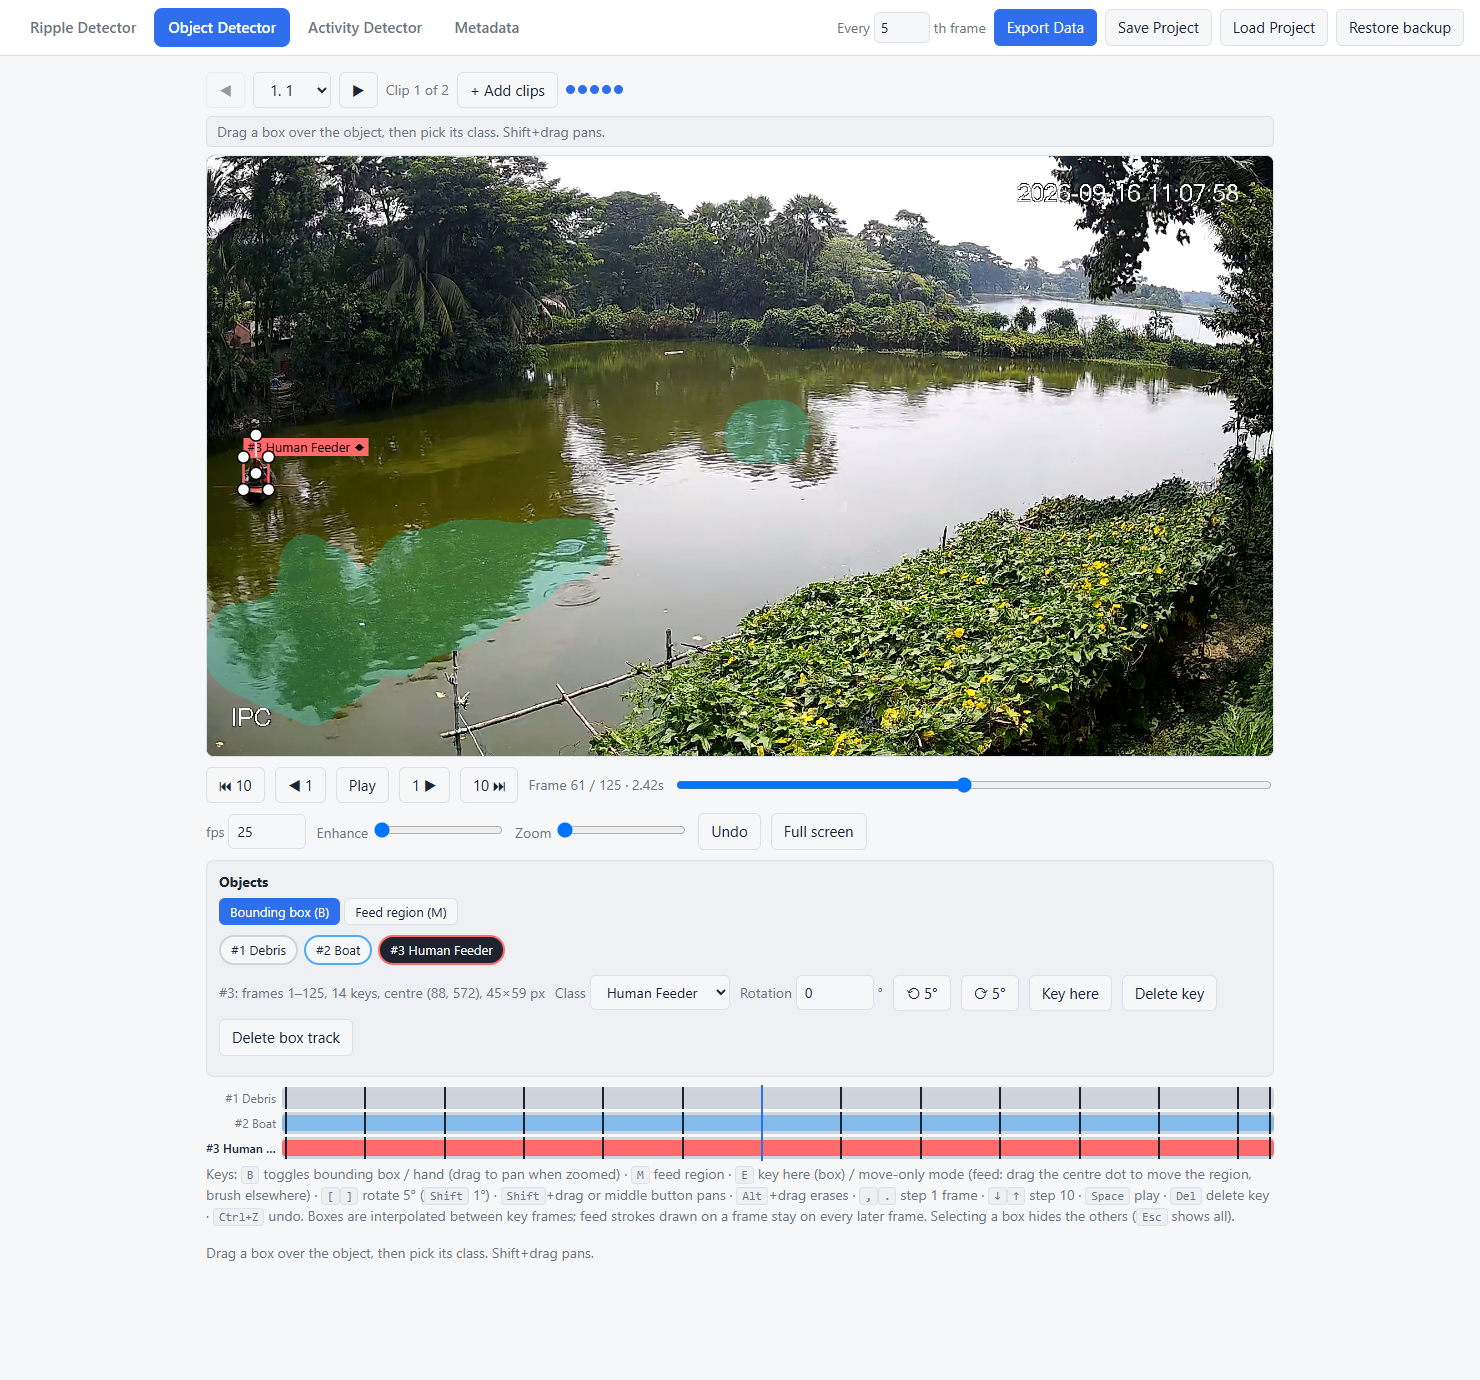 Ripple Detector Object Detector Activity Detector Metadata Every 5 th frame Export Data Save Project Load Project Restore backup
◀ 1. 1 ▶ Clip 1 of 2 + Add clips
Drag a box over the object, then pick its class. Shift+drag pans.
2026-09-16 11:07:58
#3 Human Feeder ◆
IPC
⏮ 10 ◀ 1 Play 1 ▶ 10 ⏭ Frame 61 / 125 · 2.42s
fps 25 Enhance Zoom Undo Full screen
Objects
Bounding box (B) Feed region (M)
#1 Debris #2 Boat #3 Human Feeder
#3: frames 1–125, 14 keys, centre (88, 572), 45×59 px Class Human Feeder Rotation 0 ° ⟲ 5° ⟳ 5° Key here Delete key
Delete box track
#1 Debris
#2 Boat
#3 Human ...
Keys: B toggles bounding box / hand (drag to pan when zoomed) · M feed region · E key here (box) / move-only mode (feed: drag the centre dot to move the region,
brush elsewhere) · [ ] rotate 5° (Shift 1°) · Shift+drag or middle button pans · Alt+drag erases · , . step 1 frame · ↓ ↑ step 10 · Space play · Del delete key
· Ctrl+Z undo. Boxes are interpolated between key frames; feed strokes drawn on a frame stay on every later frame. Selecting a box hides the others (Esc shows all).
Drag a box over the object, then pick its class. Shift+drag pans.